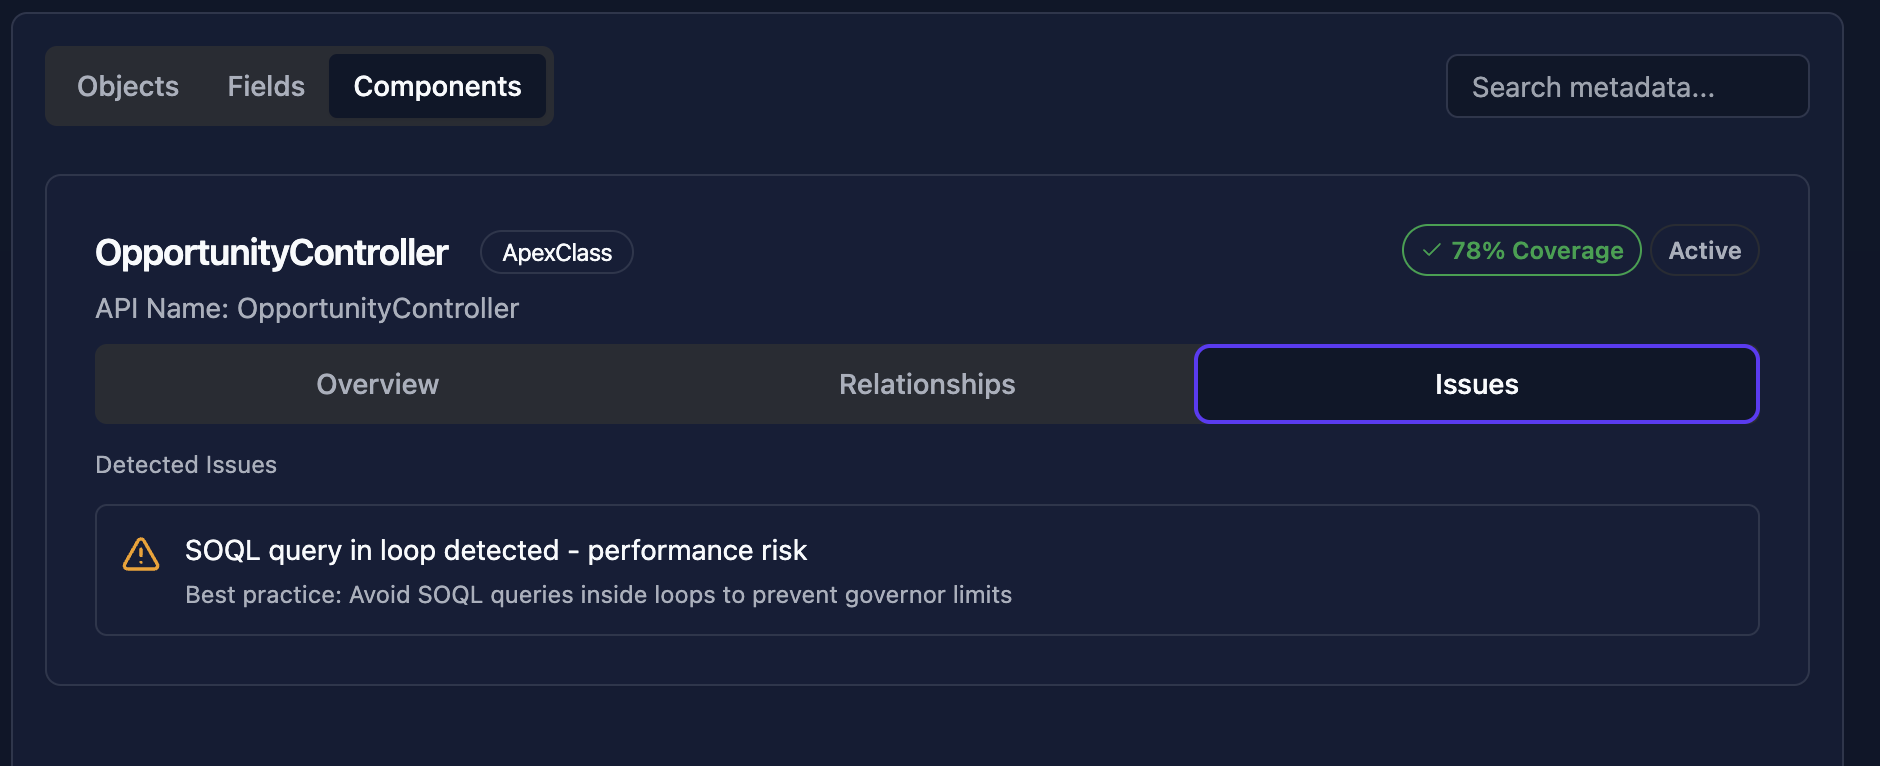 Objects Fields Components
Search metadata...
OpportunityController ApexClass
78% Coverage Active
API Name: OpportunityController
Overview Relationships Issues
Detected Issues
SOQL query in loop detected - performance risk
Best practice: Avoid SOQL queries inside loops to prevent governor limits